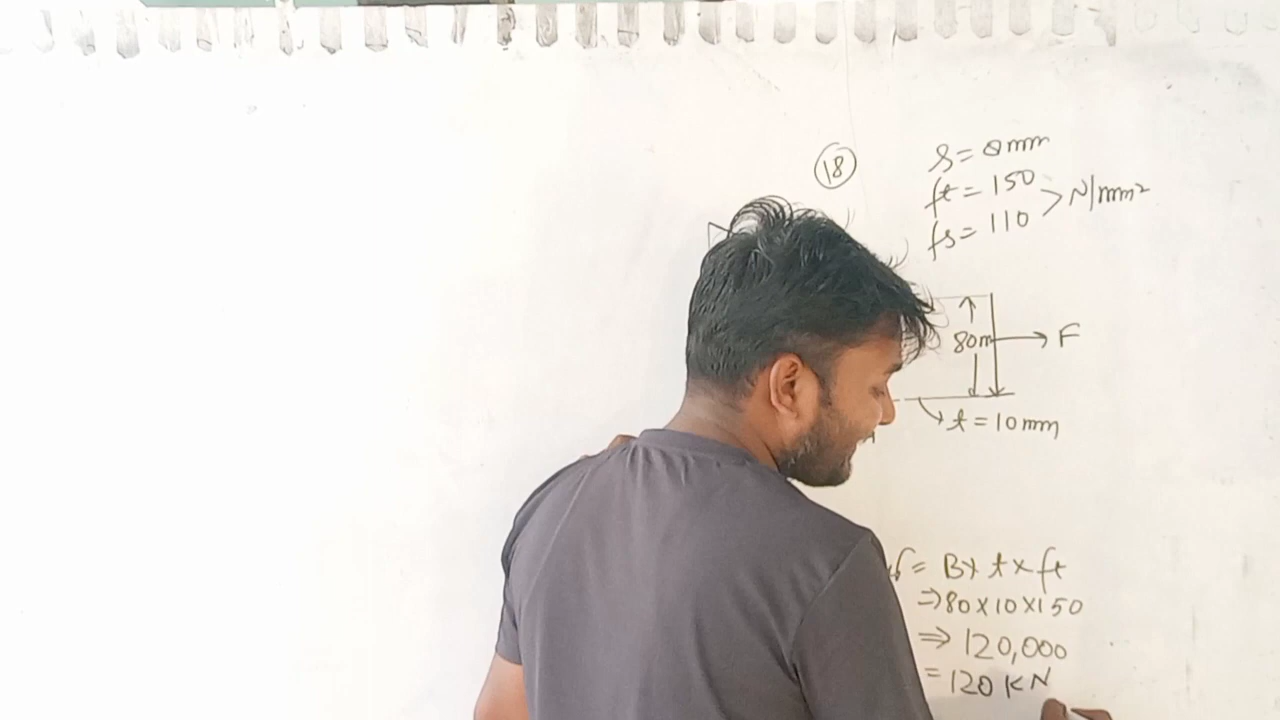 18
S = 8mm
ft = 150
fs = 110 > N/mm²
80m
→ F
t = 10mm
f = B x t x ft
⇒ 80 x 10 x 150
⇒ 120,000
= 120 KN